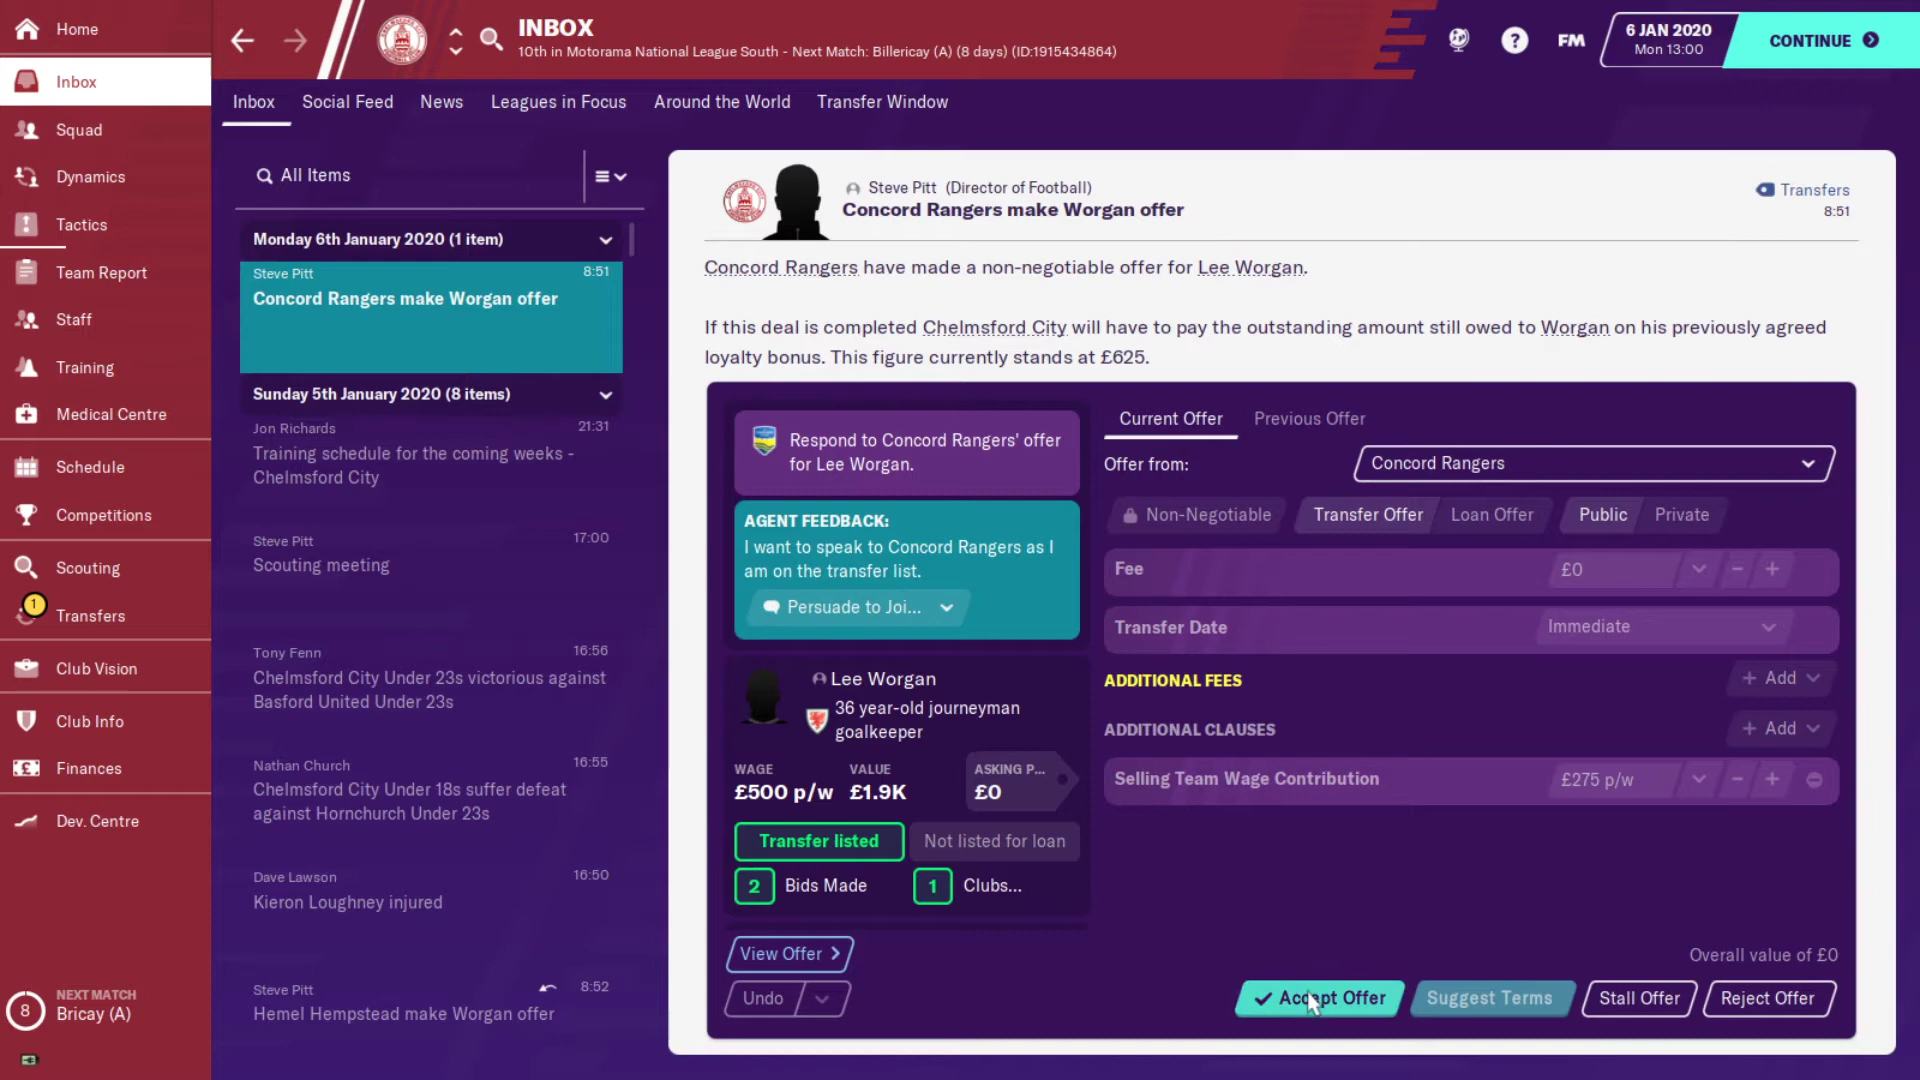 Home
Inbox
Squad
Dynamics
Tactics
Team Report
Staff
Training
Medical Centre
Schedule
Competitions
Scouting
1
Transfers
Club Vision
Club Info
Finances
Dev. Centre
8
NEXT MATCH
Bricay (A)
INBOX
10th in Motorama National League South - Next Match: Billericay (A) (8 days) (ID:1915434864)
?
FM
6 JAN 2020
Mon 13:00
CONTINUE
Inbox
Social Feed
News
Leagues in Focus
Around the World
Transfer Window
All Items
Monday 6th January 2020 (1 item)
Steve Pitt
8:51
Concord Rangers make Worgan offer
Sunday 5th January 2020 (8 items)
Jon Richards
21:31
Training schedule for the coming weeks -
Chelmsford City
Steve Pitt
17:00
Scouting meeting
Tony Fenn
16:56
Chelmsford City Under 23s victorious against
Basford United Under 23s
Nathan Church
16:55
Chelmsford City Under 18s suffer defeat
against Hornchurch Under 23s
Dave Lawson
16:50
Kieron Loughney injured
Steve Pitt
8:52
Hemel Hempstead make Worgan offer
Steve Pitt (Director of Football)
Concord Rangers make Worgan offer
Transfers
8:51
Concord Rangers have made a non-negotiable offer for Lee Worgan.
If this deal is completed Chelmsford City will have to pay the outstanding amount still owed to Worgan on his previously agreed
loyalty bonus. This figure currently stands at £625.
Respond to Concord Rangers' offer
for Lee Worgan.
AGENT FEEDBACK:
I want to speak to Concord Rangers as I
am on the transfer list.
Persuade to Joi...
Lee Worgan
36 year-old journeyman
goalkeeper
WAGE
£500 p/w
VALUE
£1.9K
ASKING P...
£0
Transfer listed
Not listed for loan
2
Bids Made
1
Clubs...
View Offer
Undo
Current Offer
Previous Offer
Offer from:
Concord Rangers
Non-Negotiable
Transfer Offer
Loan Offer
Public
Private
Fee
£0
Transfer Date
Immediate
ADDITIONAL FEES
+ Add
ADDITIONAL CLAUSES
+ Add
Selling Team Wage Contribution
£275 p/w
Overall value of £0
Accept Offer
Suggest Terms
Stall Offer
Reject Offer